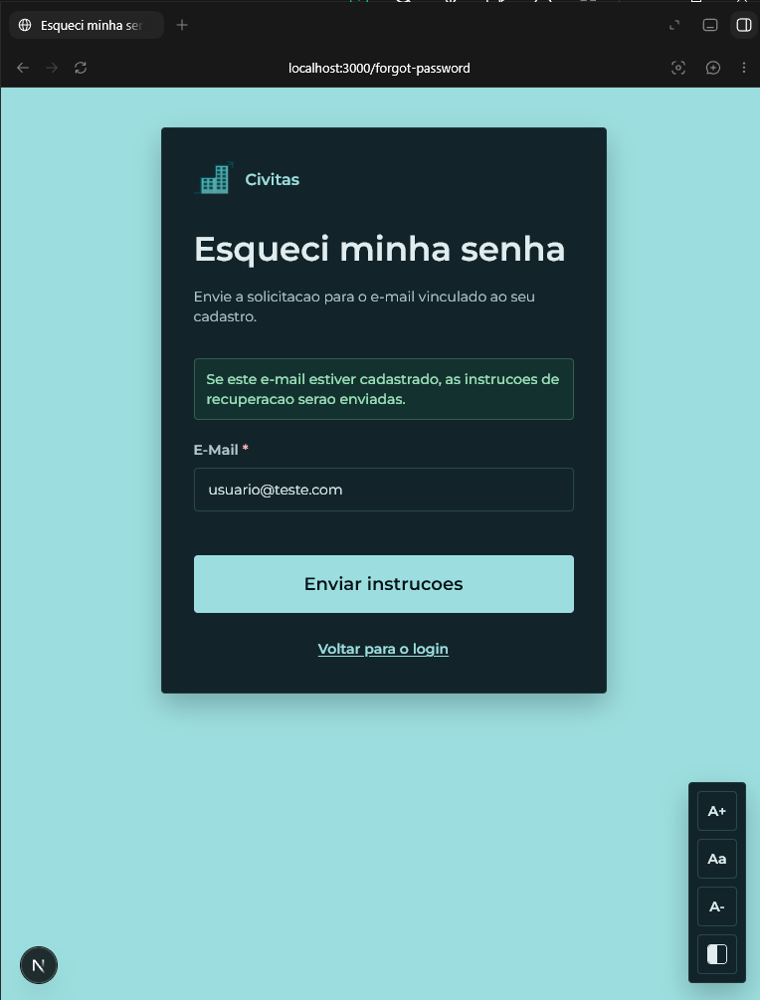 Esqueci minha se
localhost:3000/forgot-password
Civitas
Esqueci minha senha
Envie a solicitacao para o e-mail vinculado ao seu
cadastro.
Se este e-mail estiver cadastrado, as instrucoes de
recuperacao serao enviadas.
E-Mail *
usuario@teste.com
Enviar instrucoes
Voltar para o login
A+
Aa
A-
N